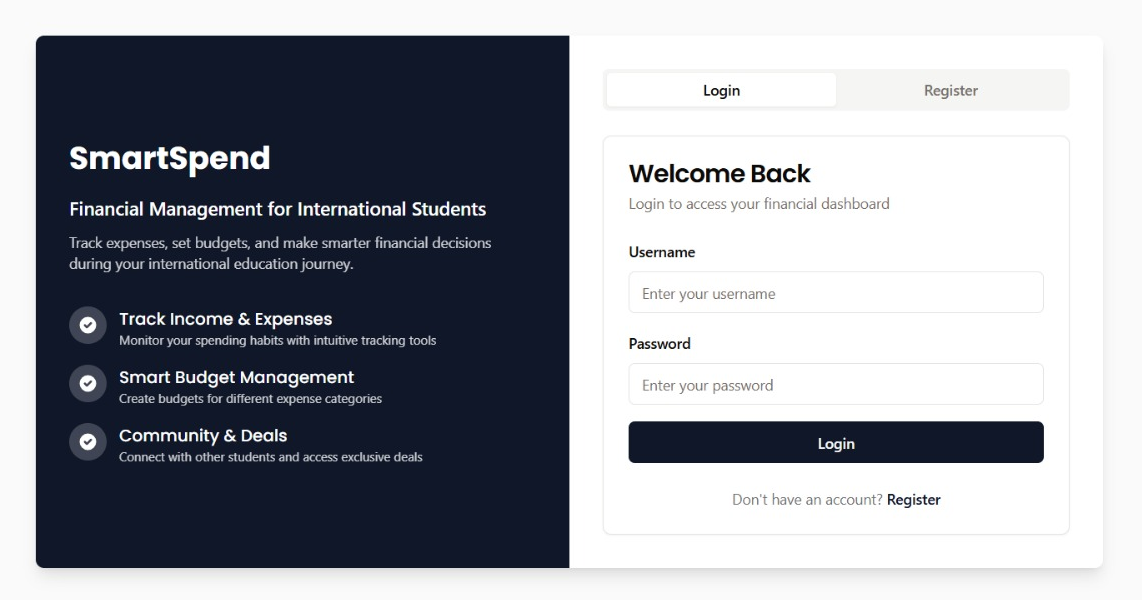 SmartSpend
Financial Management for International Students
Track expenses, set budgets, and make smarter financial decisions
during your international education journey.
Track Income & Expenses
Monitor your spending habits with intuitive tracking tools
Smart Budget Management
Create budgets for different expense categories
Community & Deals
Connect with other students and access exclusive deals
Login
Register
Welcome Back
Login to access your financial dashboard
Username
Enter your username
Password
Enter your password
Login
Don't have an account? Register